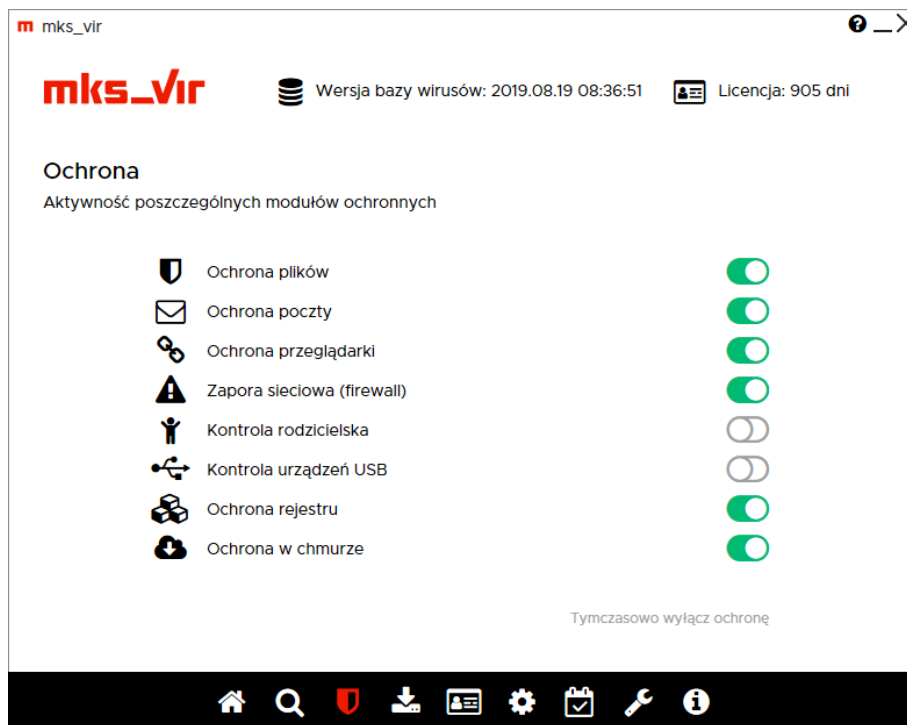 mks_vir
mks_vir
Wersja bazy wirusów: 2019.08.19 08:36:51
Licencja: 905 dni
Ochrona
Aktywność poszczególnych modułów ochronnych
Ochrona plików
Ochrona poczty
Ochrona przeglądarki
Zapora sieciowa (firewall)
Kontrola rodzicielska
Kontrola urządzeń USB
Ochrona rejestru
Ochrona w chmurze
Tymczasowo wyłącz ochronę